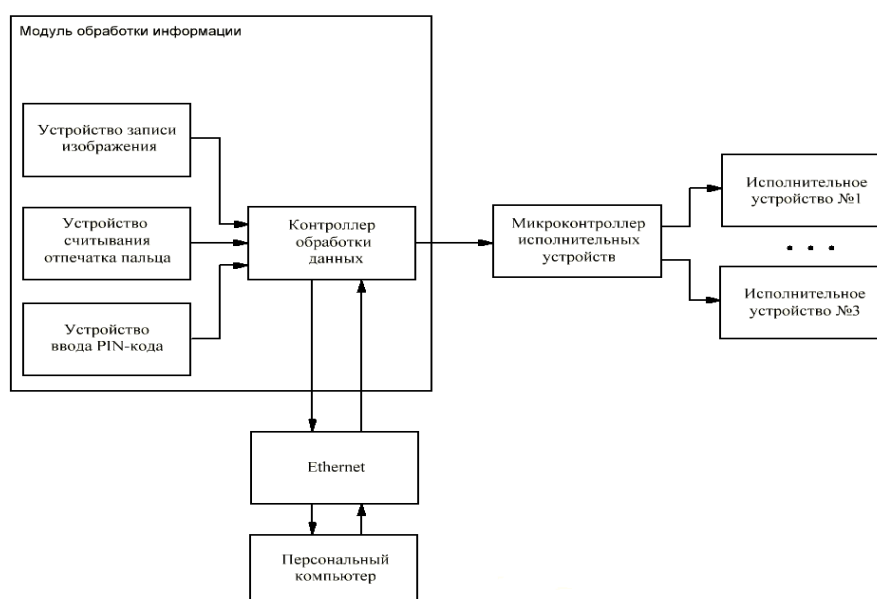 Модуль обработки информации
Устройство записи
изображения
Устройство
считывания
отпечатка пальца
Устройство
ввода PIN-кода
Контроллер
обработки
данных
Микроконтроллер
исполнительных
устройств
Исполнительное
устройство №1
Исполнительное
устройство №3
Ethernet
Персональный
компьютер